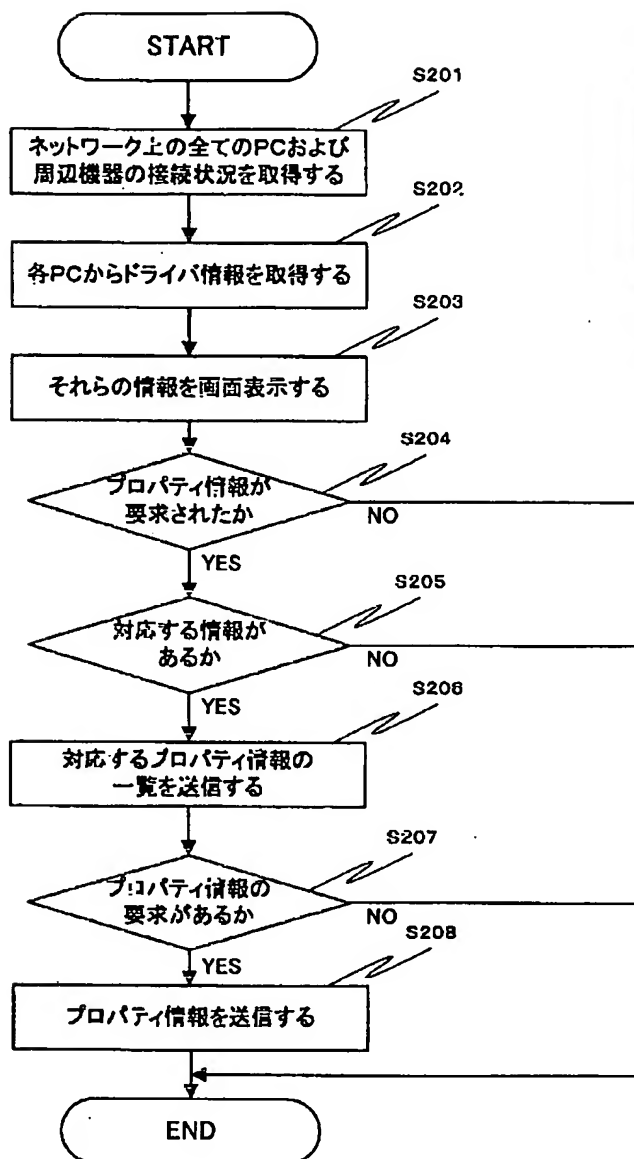 START
S201
ネットワーク上の全てのPCおよび
周辺機器の接続状況を取得する
S202
各PCからドライバ情報を取得する
S203
それらの情報を画面表示する
S204
プロパティ情報が
要求されたか
NO
YES
S205
対応する情報が
あるか
NO
YES
S206
対応するプロパティ情報の
一覧を送信する
S207
プロパティ情報の
要求があるか
NO
YES
S208
プロパティ情報を送信する
END